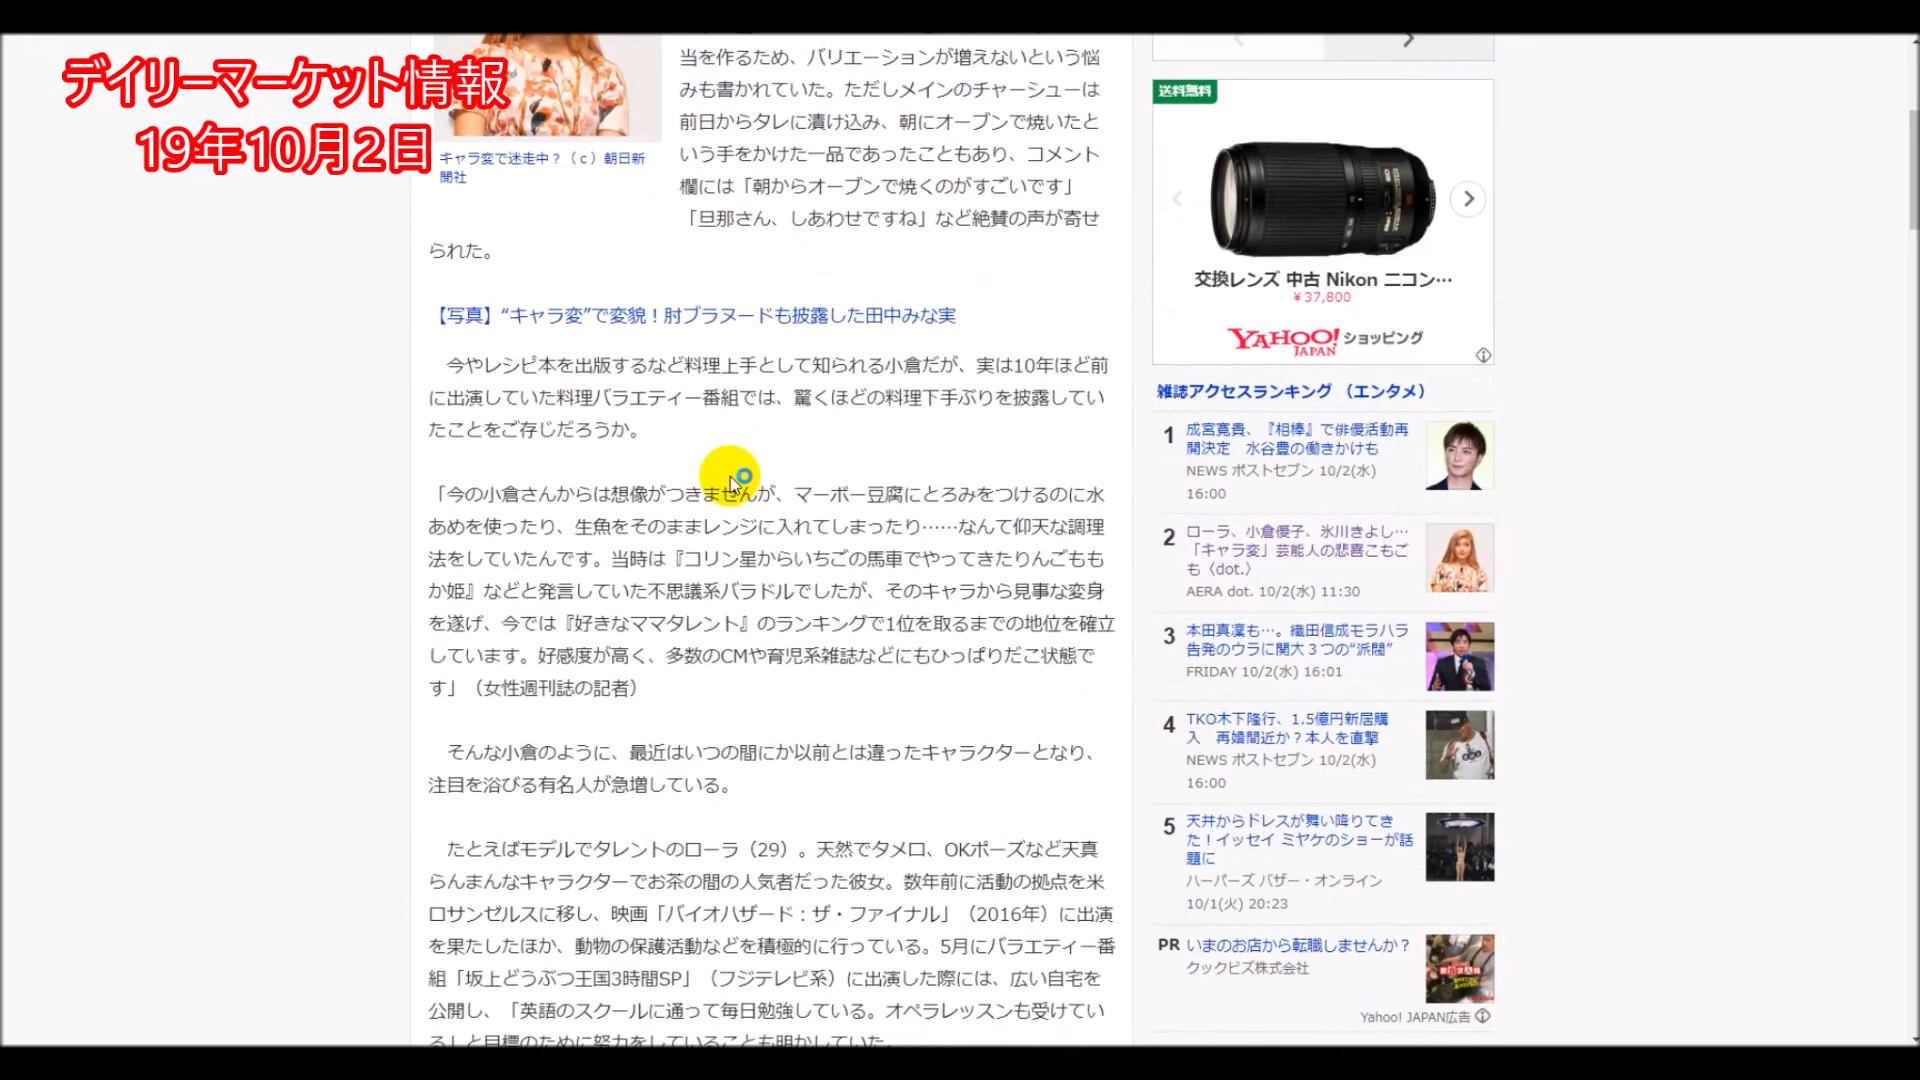 デイリーマーケット情報
19年10月2日
キャラ変で迷走中？（ｃ）朝日新
聞社
当を作るため、バリエーションが増えないという悩
みも書かれていた。ただしメインのチャーシューは
前日からタレに漬け込み、朝にオーブンで焼いたと
いう手をかけた一品であったこともあり、コメント
欄には「朝からオーブンで焼くのがすごいです」
「旦那さん、しあわせですね」など絶賛の声が寄せ
られた。
【写真】“キャラ変”で変貌！肘ブラヌードも披露した田中みな実
今やレシピ本を出版するなど料理上手として知られる小倉だが、実は10年ほど前
に出演していた料理バラエティー番組では、驚くほどの料理下手ぶりを披露してい
たことをご存じだろうか。
「今の小倉さんからは想像がつきませんが、マーボー豆腐にとろみをつけるのに水
あめを使ったり、生魚をそのままレンジに入れてしまったり……なんて仰天な調理
法をしていたんです。当時は『コリン星からいちごの馬車でやってきたりんごもも
か姫』などと発言していた不思議系バラドルでしたが、そのキャラから見事な変身
を遂げ、今では『好きなママタレント』のランキングで1位を取るまでの地位を確立
しています。好感度が高く、多数のCMや育児系雑誌などにもひっぱりだこ状態で
す」（女性週刊誌の記者）
そんな小倉のように、最近はいつの間にか以前とは違ったキャラクターとなり、
注目を浴びる有名人が急増している。
たとえばモデルでタレントのローラ（29）。天然でタメロ、OKポーズなど天真
らんまんなキャラクターでお茶の間の人気者だった彼女。数年前に活動の拠点を米
ロサンゼルスに移し、映画「バイオハザード：ザ・ファイナル」（2016年）に出演
を果たしたほか、動物の保護活動などを積極的に行っている。5月にバラエティー番
組「坂上どうぶつ王国3時間SP」（フジテレビ系）に出演した際には、広い自宅を
公開し、「英語のスクールに通って毎日勉強している。オペラレッスンも受けてい
る」と目標のために努力をしていることも明かしていた。
送料無料
交換レンズ 中古 Nikon ニコン…
¥37,800
YAHOO! JAPAN ショッピング
雑誌アクセスランキング （エンタメ）
1 成宮寛貴、『相棒』で俳優活動再
開決定　水谷豊の働きかけも
NEWS ポストセブン 10/2(水)
16:00
2 ローラ、小倉優子、氷川きよし…
「キャラ変」芸能人の悲喜こもご
も〈dot.〉
AERA dot. 10/2(水) 11:30
3 本田真凜も…。織田信成モラハラ
告発のウラに関大３つの“派閥”
FRIDAY 10/2(水) 16:01
4 TKO木下隆行、1.5億円新居購
入　再婚間近か？本人を直撃
NEWS ポストセブン 10/2(水)
16:00
5 天井からドレスが舞い降りてき
た！イッセイ ミヤケのショーが話
題に
ハーパーズ バザー・オンライン
10/1(火) 20:23
PR いまのお店から転職しませんか？
クックビズ株式会社
Yahoo! JAPAN広告